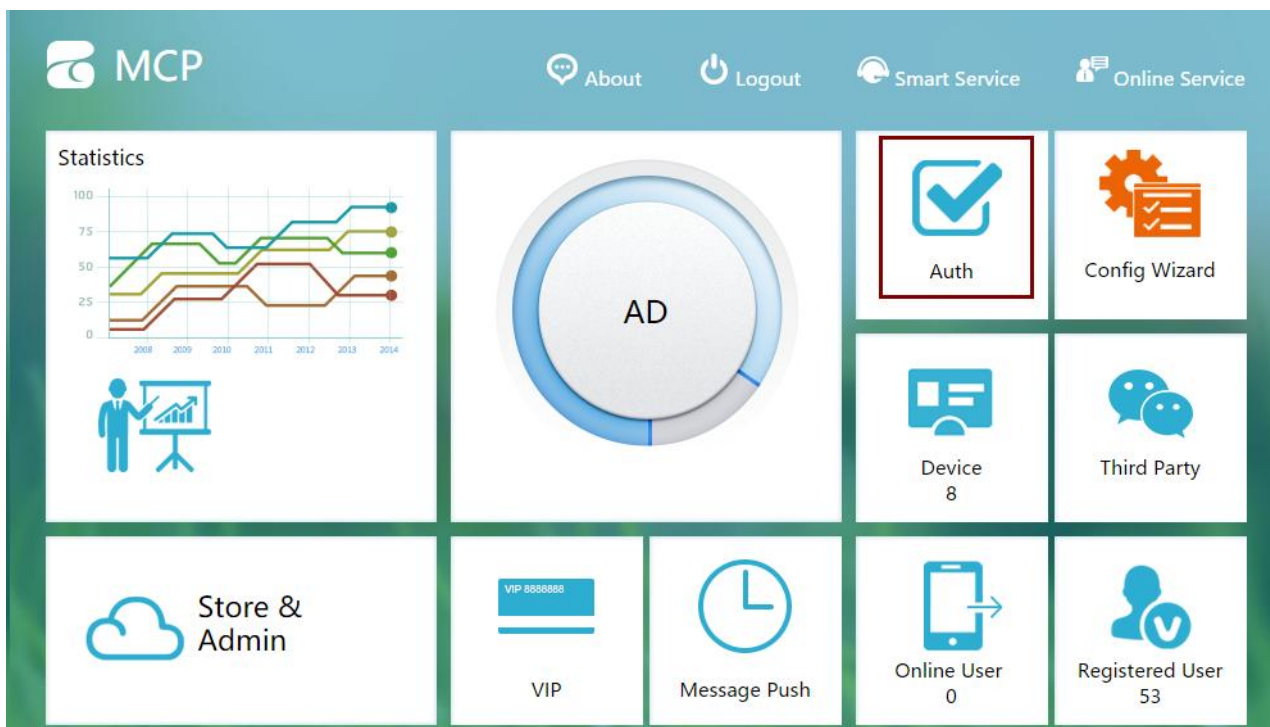 MCP
About
Logout
Smart Service
Online Service
Statistics
100
75
50
25
0
2008 2009 2010 2011 2012 2013 2014
AD
Auth
Config Wizard
Device
8
Third Party
Store &
Admin
VIP 8888888
VIP
Message Push
Online User
0
Registered User
53
V